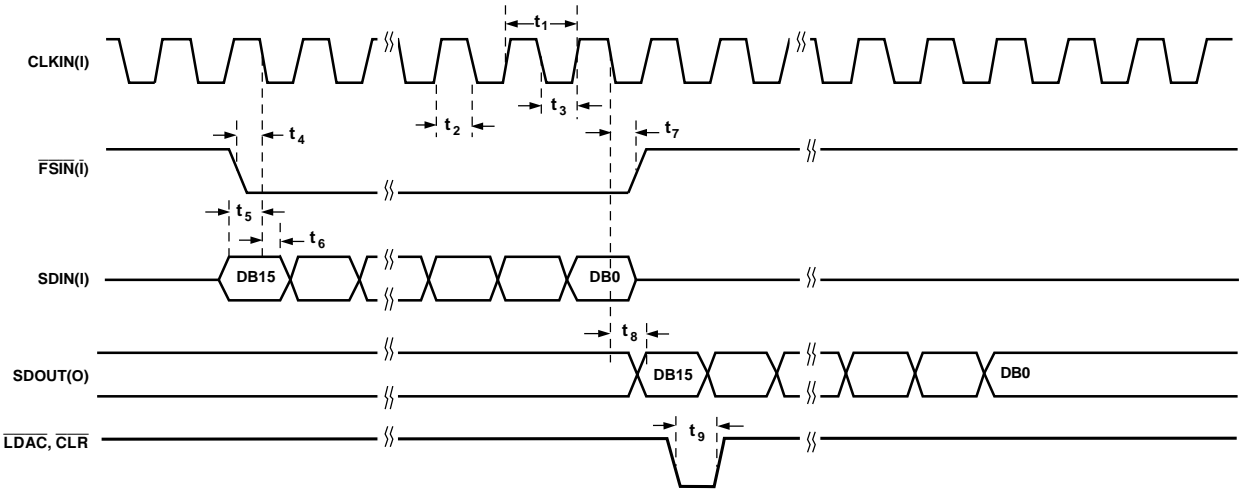 t1
CLKIN(I)
t3
t2
t4
t7
FSIN(I)
t5
t6
SDIN(I)
DB15
DB0
t8
SDOUT(O)
DB15
DB0
t9
LDAC, CLR